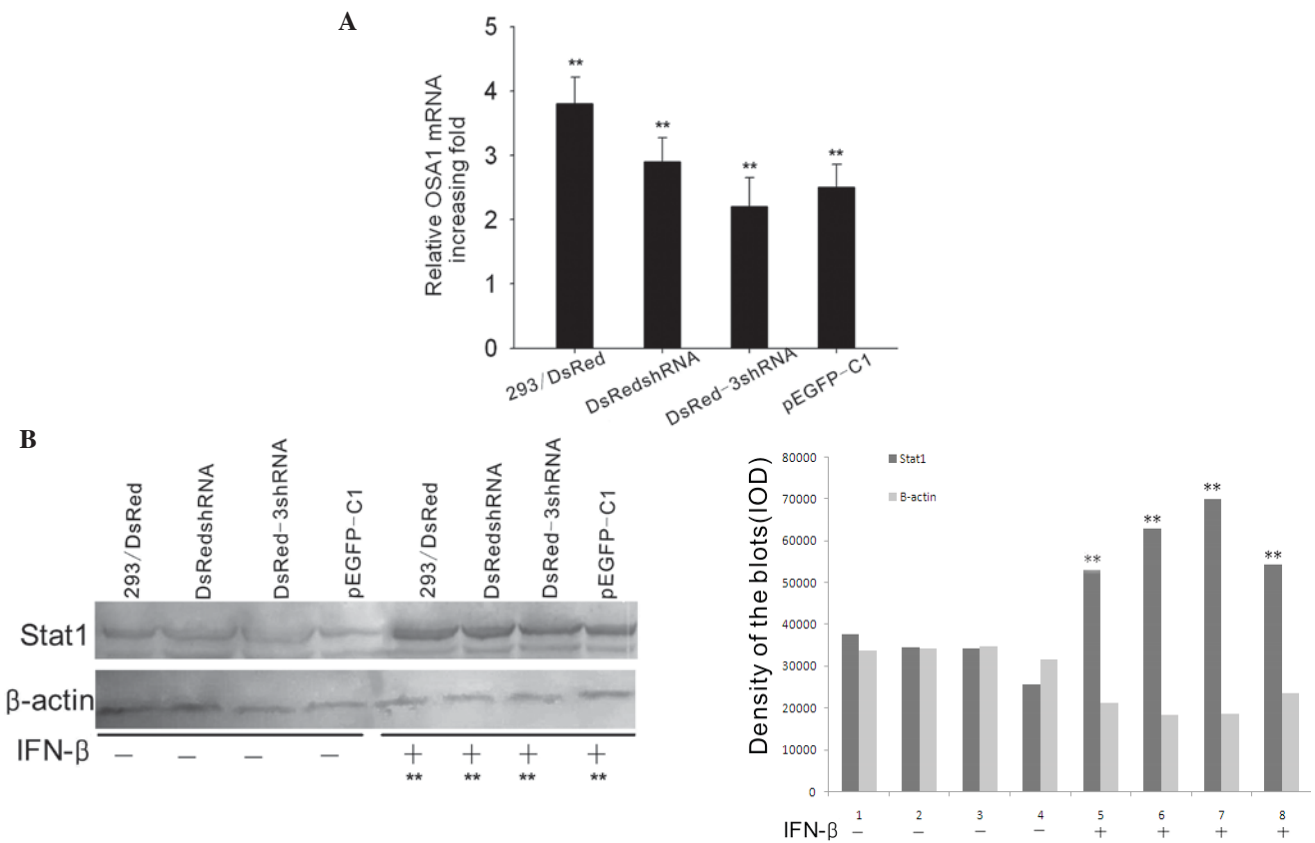 A
Relative OSA1 mRNA
increasing fold
5
4
3
2
1
0
** ** ** **
293/DsRed DsRedshRNA DsRed-3shRNA pEGFP-C1
B
293/DsRed DsRedshRNA DsRed-3shRNA pEGFP-C1 293/DsRed DsRedshRNA DsRed-3shRNA pEGFP-C1
Stat1
β-actin
IFN-β − − − − + + + +
** ** ** **
Density of the blots(IOD)
80000
70000
60000
50000
40000
30000
20000
10000
0
Stat1
B-actin
** ** ** **
1 2 3 4 5 6 7 8
IFN-β − − − − + + + +